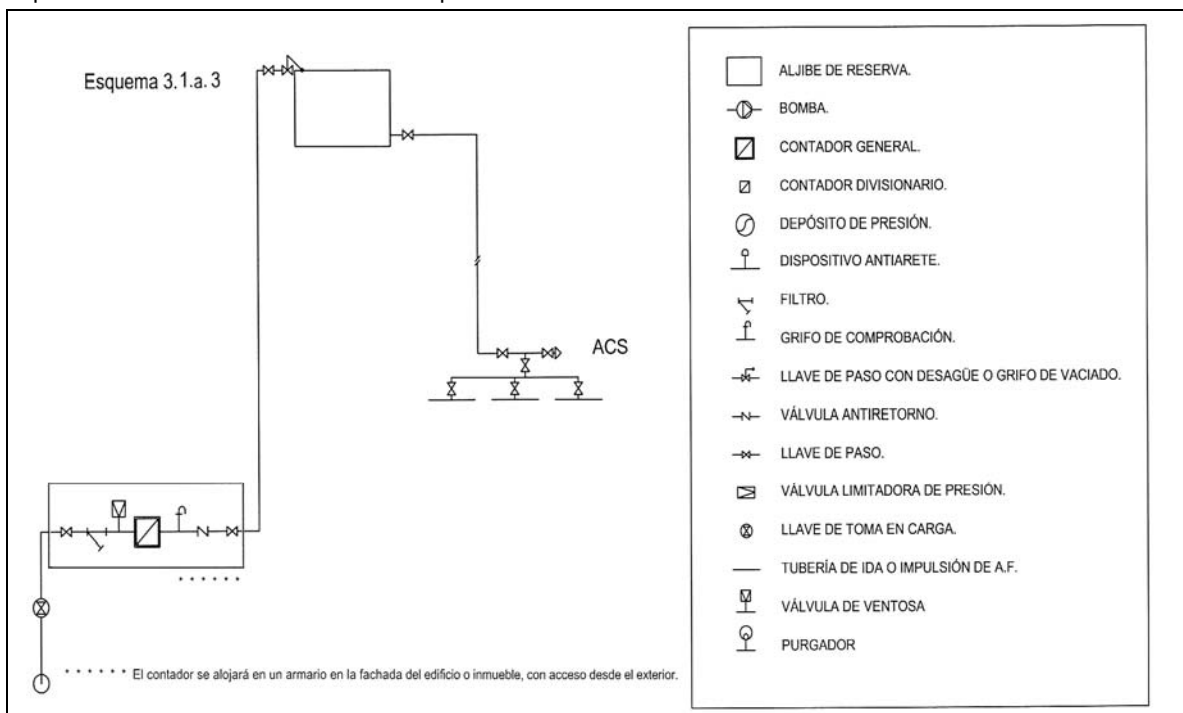 Esquema 3.1.a.3
ACS
· · · · · ·
· · · · · · El contador se alojará en un armario en la fachada del edificio o inmueble, con acceso desde el exterior.
ALJIBE DE RESERVA.
BOMBA.
CONTADOR GENERAL.
CONTADOR DIVISIONARIO.
DEPÓSITO DE PRESIÓN.
DISPOSITIVO ANTIARETE.
FILTRO.
GRIFO DE COMPROBACIÓN.
LLAVE DE PASO CON DESAGÜE O GRIFO DE VACIADO.
VÁLVULA ANTIRETORNO.
LLAVE DE PASO.
VÁLVULA LIMITADORA DE PRESIÓN.
LLAVE DE TOMA EN CARGA.
TUBERÍA DE IDA O IMPULSIÓN DE A.F.
VÁLVULA DE VENTOSA
PURGADOR